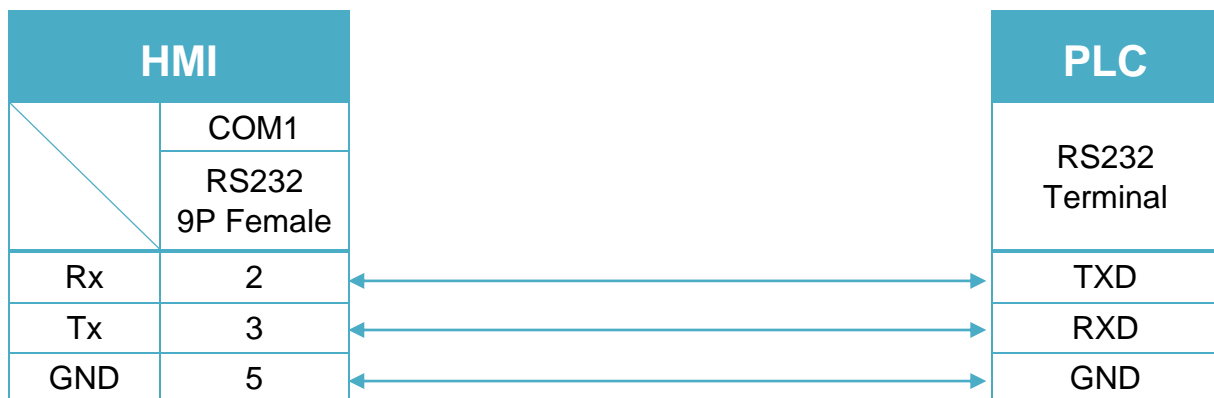 HMI
PLC
COM1
RS232
9P Female
RS232
Terminal
Rx 2 TXD
Tx 3 RXD
GND 5 GND